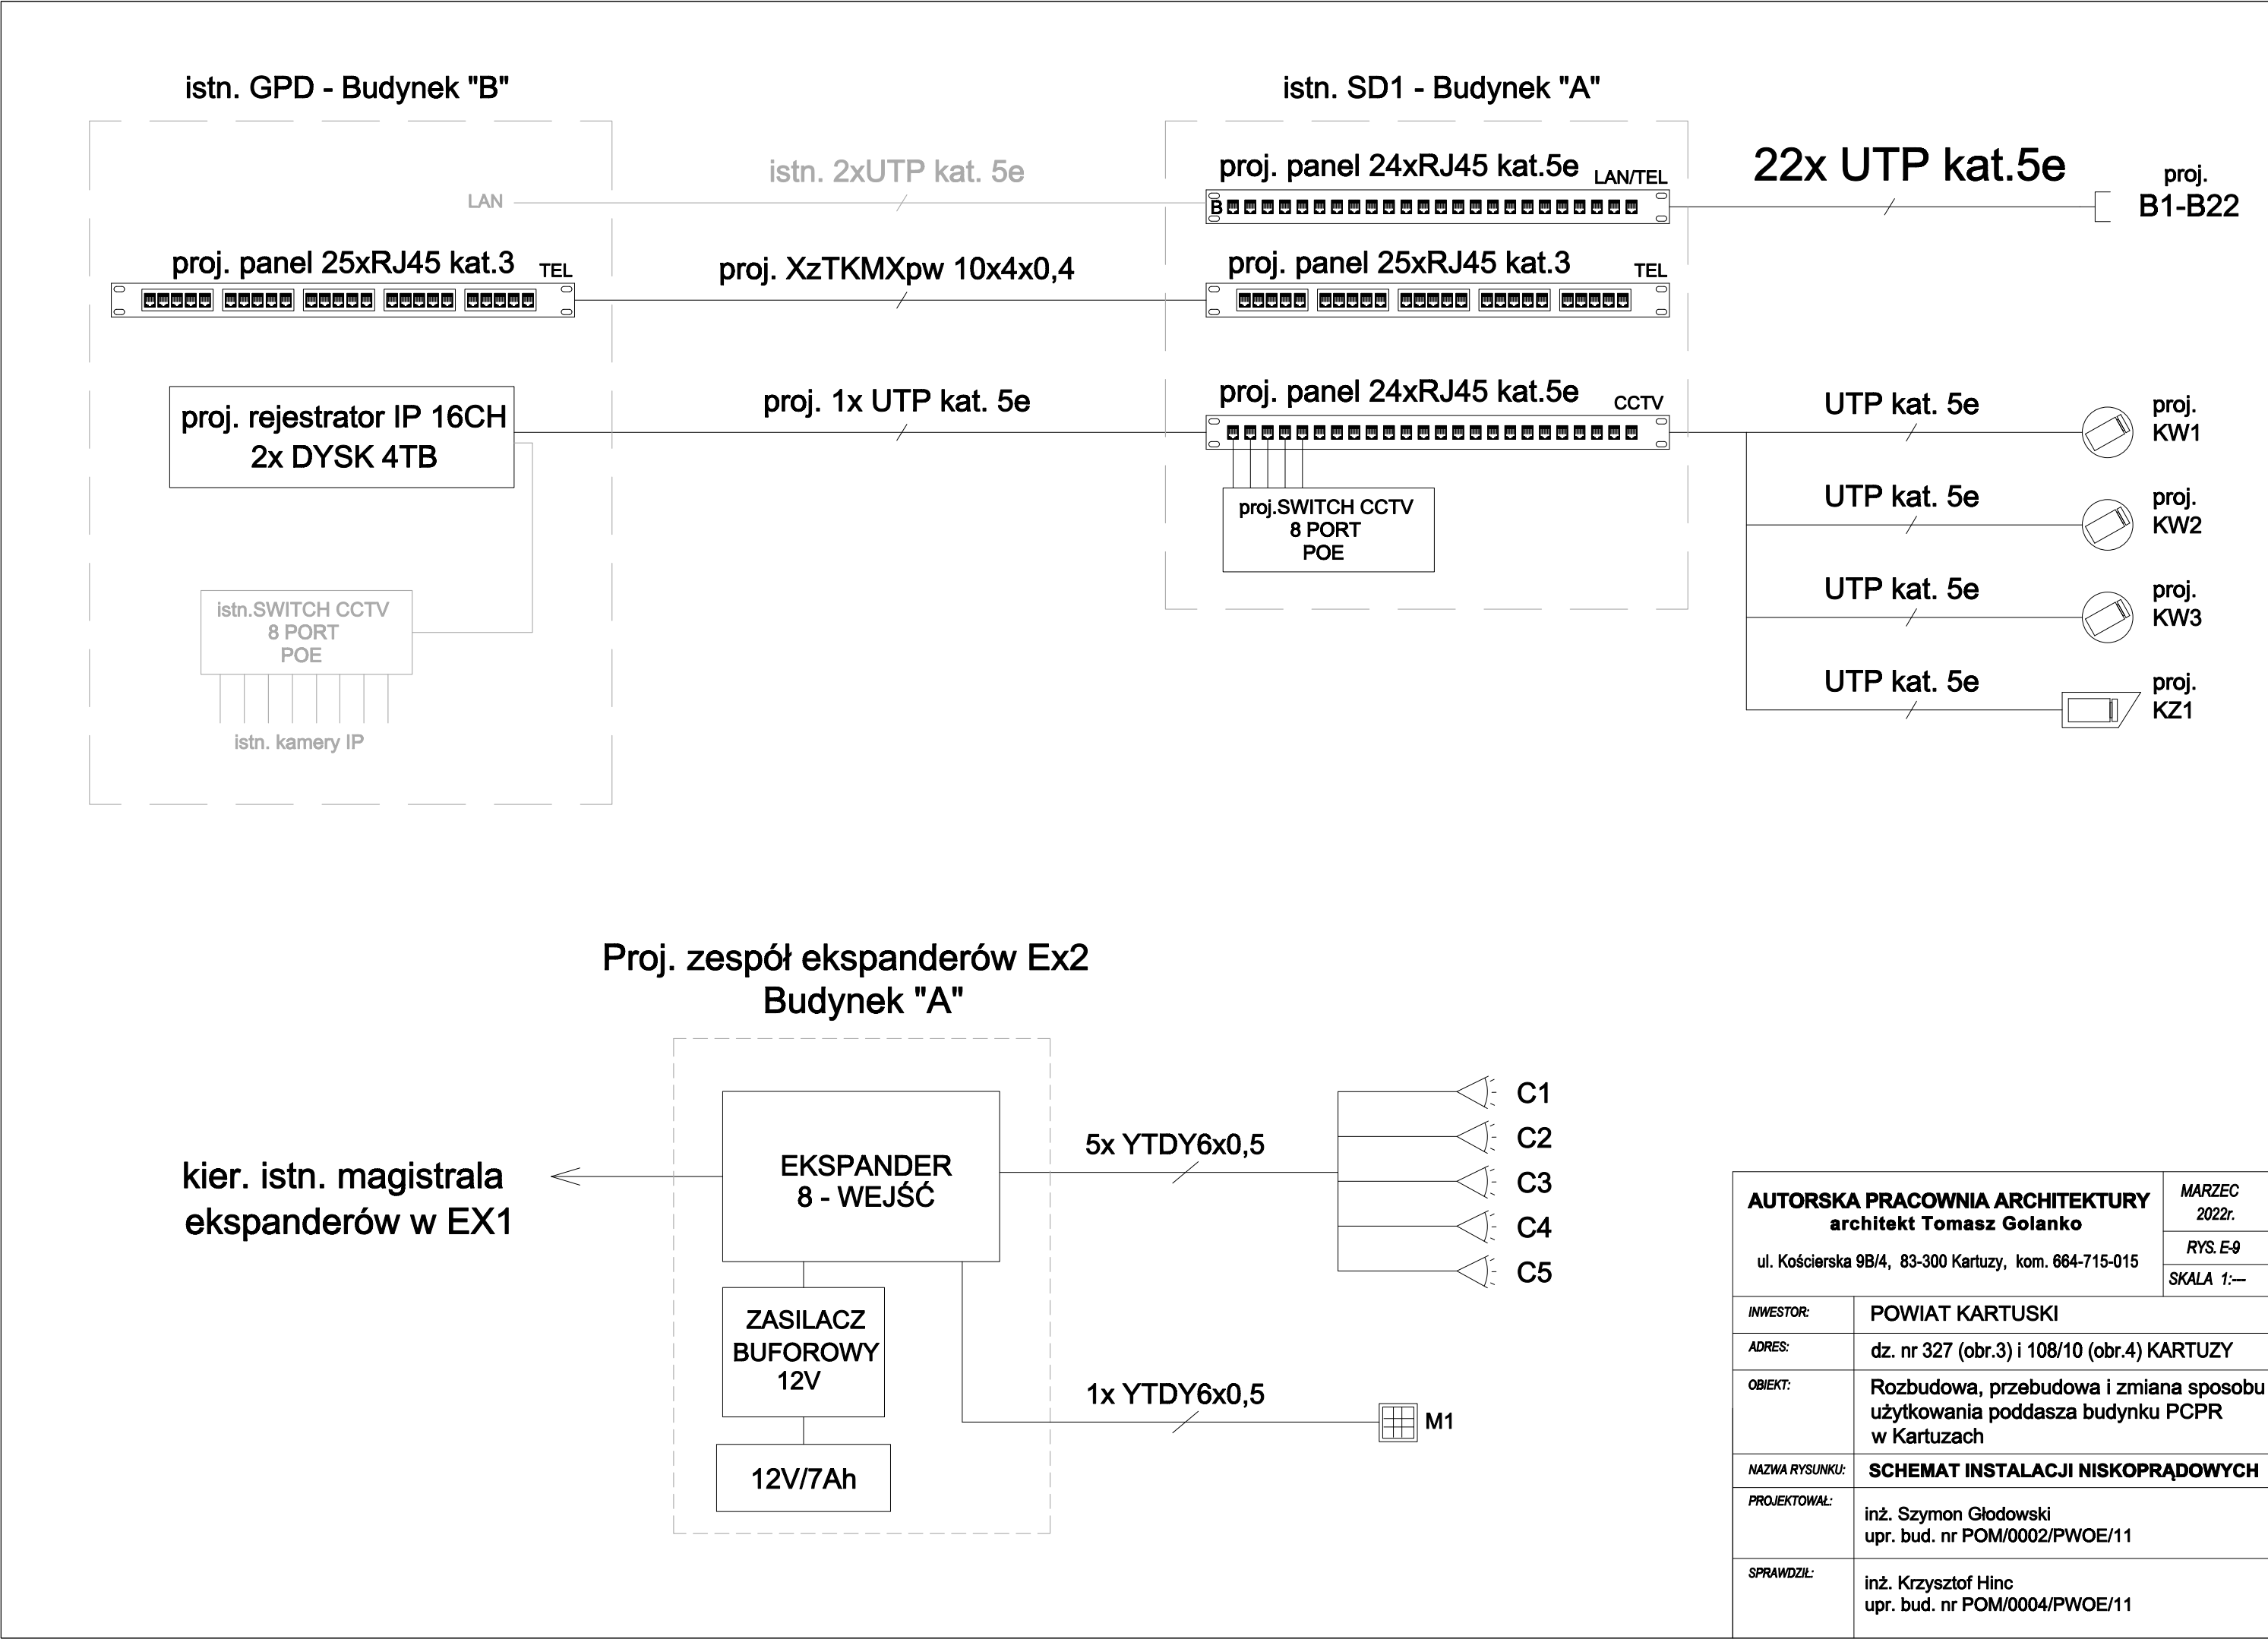 istn. GPD - Budynek "B"
istn. SD1 - Budynek "A"
istn. 2xUTP kat. 5e
LAN
proj. panel 24xRJ45 kat.5e LAN/TEL
B
22x UTP kat.5e
proj.
B1-B22
proj. panel 25xRJ45 kat.3 TEL
proj. XzTKMXpw 10x4x0,4
proj. panel 25xRJ45 kat.3 TEL
proj. rejestrator IP 16CH
2x DYSK 4TB
proj. 1x UTP kat. 5e
proj. panel 24xRJ45 kat.5e CCTV
proj.SWITCH CCTV
8 PORT
POE
UTP kat. 5e
proj.
KW1
UTP kat. 5e
proj.
KW2
UTP kat. 5e
proj.
KW3
UTP kat. 5e
proj.
KZ1
istn.SWITCH CCTV
8 PORT
POE
istn. kamery IP
Proj. zespół ekspanderów Ex2
Budynek "A"
kier. istn. magistrala
ekspanderów w EX1
EKSPANDER
8 - WEJŚĆ
5x YTDY6x0,5
C1
C2
C3
C4
C5
ZASILACZ
BUFOROWY
12V
12V/7Ah
1x YTDY6x0,5
M1
AUTORSKA PRACOWNIA ARCHITEKTURY
architekt Tomasz Golanko
ul. Kościerska 9B/4, 83-300 Kartuzy, kom. 664-715-015
MARZEC
2022r.
RYS. E-9
SKALA 1:---
INWESTOR: POWIAT KARTUSKI
ADRES: dz. nr 327 (obr.3) i 108/10 (obr.4) KARTUZY
OBIEKT: Rozbudowa, przebudowa i zmiana sposobu
użytkowania poddasza budynku PCPR
w Kartuzach
NAZWA RYSUNKU: SCHEMAT INSTALACJI NISKOPRĄDOWYCH
PROJEKTOWAŁ:
inż. Szymon Głodowski
upr. bud. nr POM/0002/PWOE/11
SPRAWDZIŁ:
inż. Krzysztof Hinc
upr. bud. nr POM/0004/PWOE/11